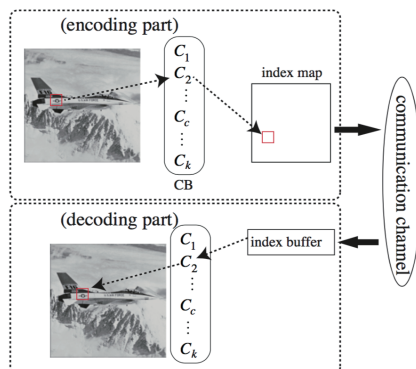 (encoding part)
C1
C2
⋮
Cc
⋮
Ck
CB
index map
communication channel
(decoding part)
C1
C2
⋮
Cc
⋮
Ck
index buffer